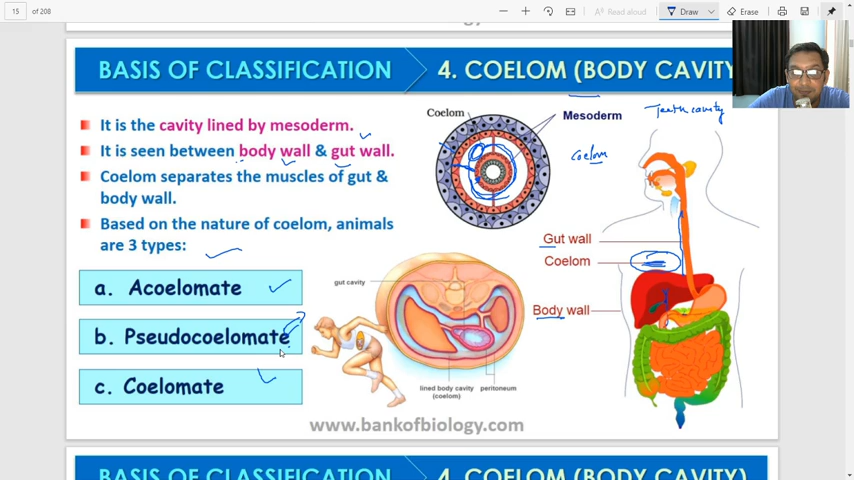 15
of 208
Read aloud
Draw
Erase
BASIS OF CLASSIFICATION
4. COELOM (BODY CAVITY
It is the cavity lined by mesoderm.
It is seen between body wall & gut wall.
Coelom separates the muscles of gut &
body wall.
Based on the nature of coelom, animals
are 3 types:
a. Acoelomate
b. Pseudocoelomate
c. Coelomate
Coelom
Mesoderm
Teeth cavity
coelom
Gut wall
Coelom
Body wall
gut cavity
lined body cavity
(coelom)
peritoneum
www.bankofbiology.com
BASIS OF CLASSIFICATION
4. COELOM (BODY CAVITY)